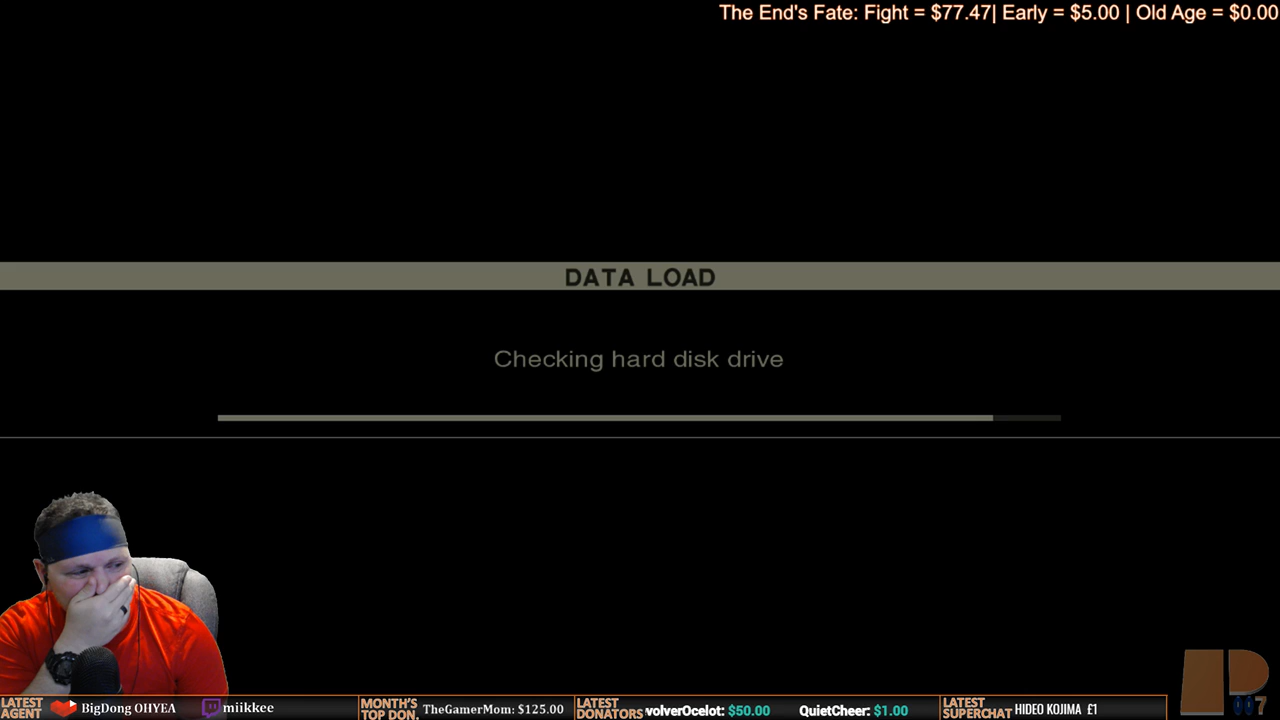 The End's Fate: Fight = $77.47| Early = $5.00 | Old Age = $0.00
DATA LOAD
Checking hard disk drive
LATEST AGENT BigDong OHYEA miikkee
MONTH'S TOP DON. TheGamerMom: $125.00
LATEST DONATORS volverOcelot: $50.00 QuietCheer: $1.00
LATEST SUPERCHAT HIDEO KOJIMA £1